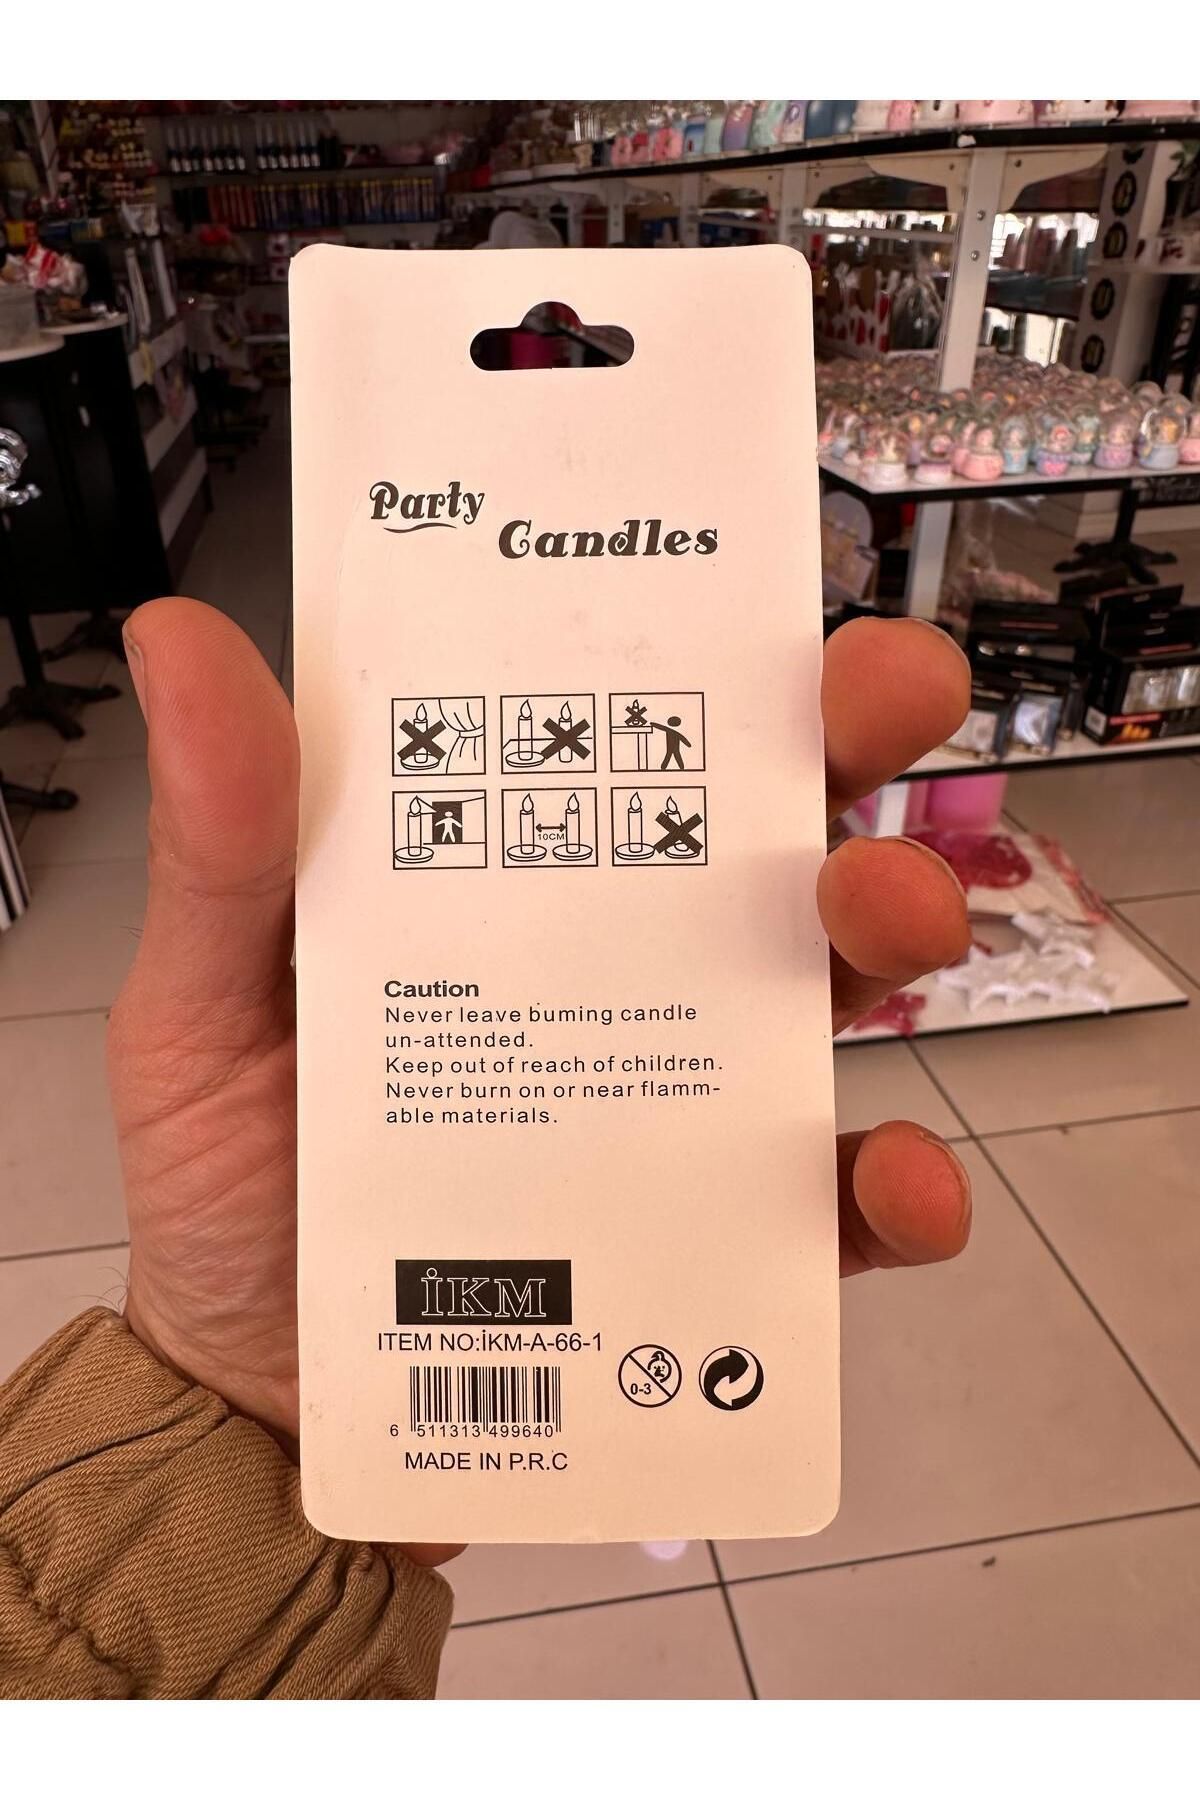 Party
Candles
10CM
Caution
Never leave buming candle
un-attended.
Keep out of reach of children.
Never burn on or near flamm-
able materials.
İKM
ITEM NO:İKM-A-66-1
0-3
6 511313 499640
MADE IN P.R.C